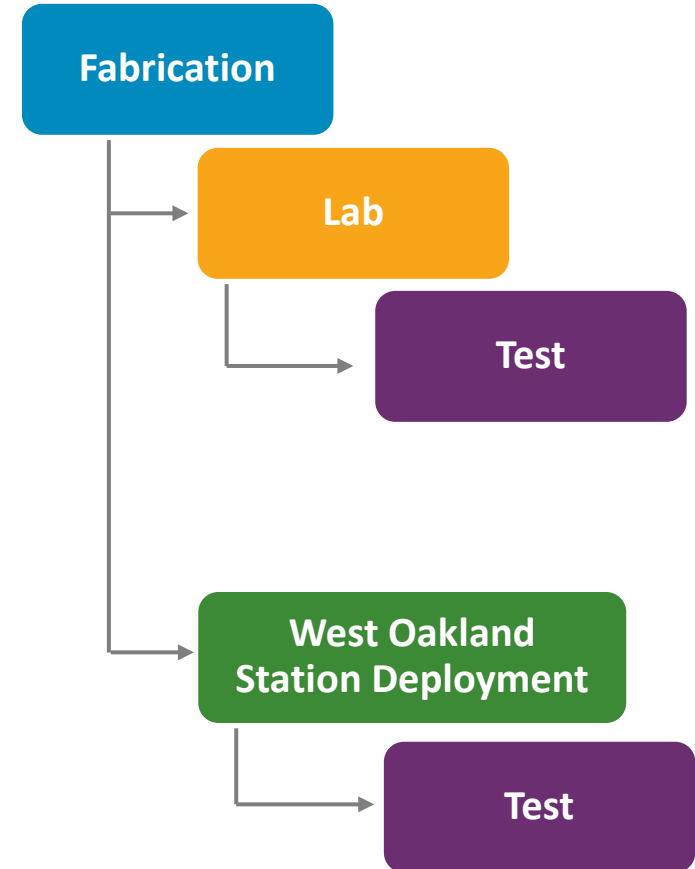 Fabrication
Lab
Test
West Oakland
Station Deployment
Test